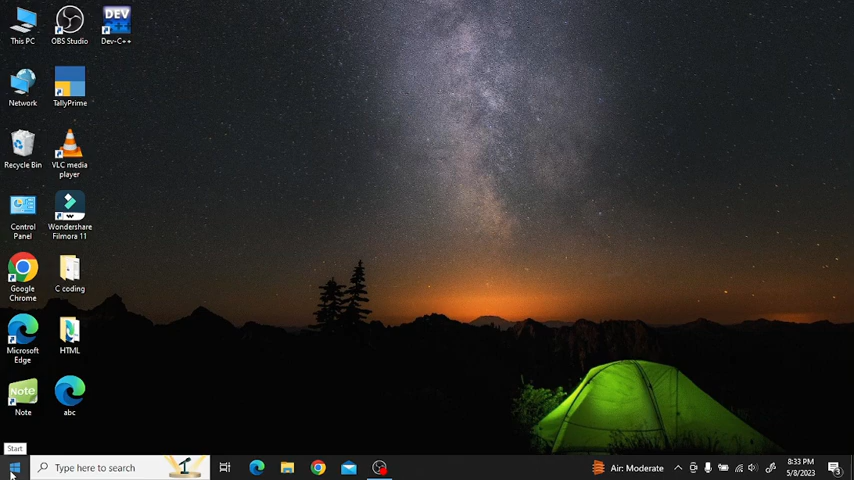 This PC
OBS Studio
DEV
Dev-C++
Network
TallyPrime
Recycle Bin
VLC media
player
Control
Panel
Wondershare
Filmora 11
Google
Chrome
C coding
Microsoft
Edge
HTML
Note
Note
abc
Start
Type here to search
Air: Moderate
8:33 PM
5/8/2023
3